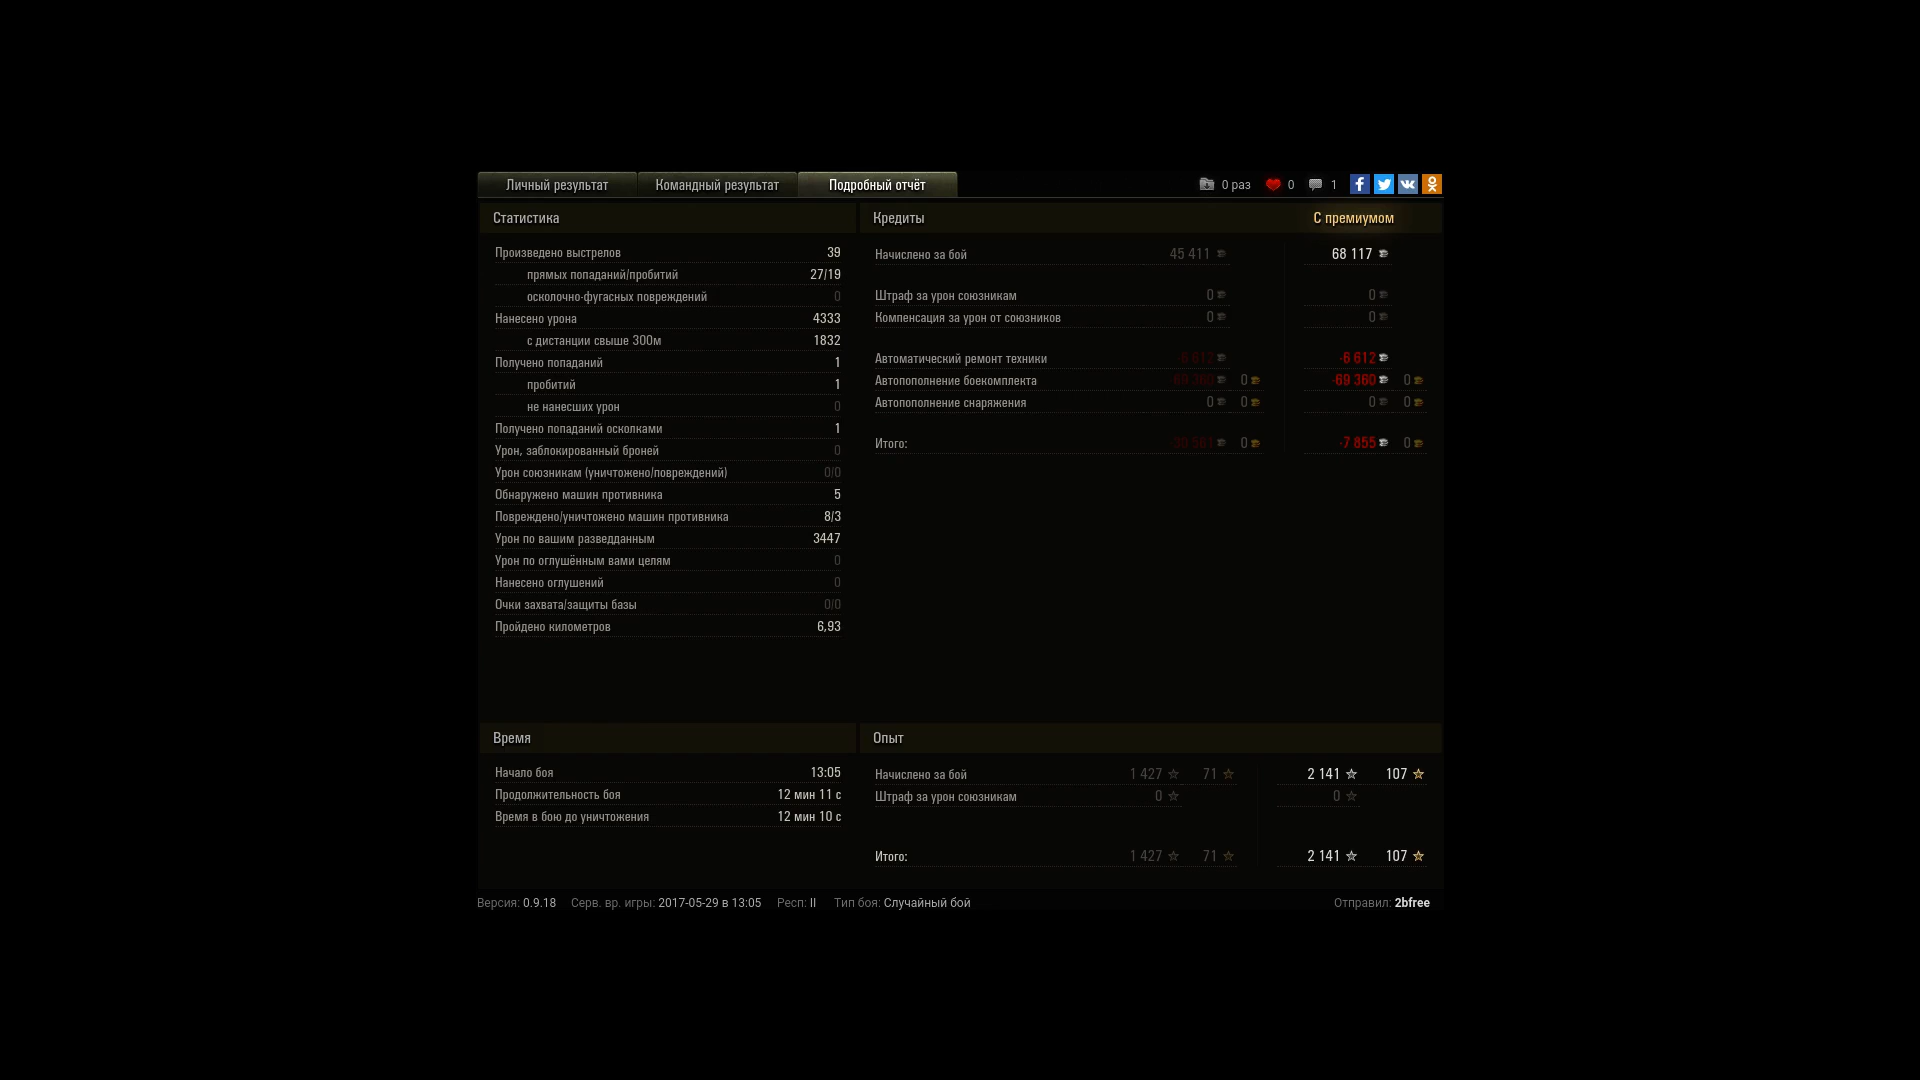 Личный результат Командный результат Подробный отчёт 0 раз 0 1
Статистика
Произведено выстрелов 39
прямых попаданий/пробитий 27/19
осколочно-фугасных повреждений 0
Нанесено урона 4333
с дистанции свыше 300м 1832
Получено попаданий 1
пробитий 1
не нанесших урон 0
Получено попаданий осколками 1
Урон, заблокированный броней 0
Урон союзникам (уничтожено/повреждений) 0/0
Обнаружено машин противника 5
Повреждено/уничтожено машин противника 8/3
Урон по вашим разведданным 3447
Урон по оглушённым вами целям 0
Нанесено оглушений 0
Очки захвата/защиты базы 0/0
Пройдено километров 6,93
Кредиты С премиумом
Начислено за бой 45 411 68 117
Штраф за урон союзникам 0 0
Компенсация за урон от союзников 0 0
Автоматический ремонт техники -6 612 -6 612
Автопополнение боекомплекта -69 360 0 -69 360 0
Автопополнение снаряжения 0 0 0 0
Итого: -30 561 0 -7 855 0
Время
Начало боя 13:05
Продолжительность боя 12 мин 11 с
Время в бою до уничтожения 12 мин 10 с
Опыт
Начислено за бой 1 427 71 2 141 107
Штраф за урон союзникам 0 0
Итого: 1 427 71 2 141 107
Версия: 0.9.18 Серв. вр. игры: 2017-05-29 в 13:05 Респ: II Тип боя: Случайный бой Отправил: 2bfree